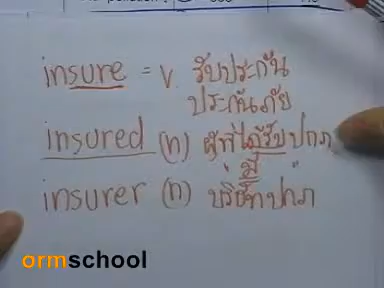 insure = v. รับประกัน
ประกันภัย
insured (n) ผู้ที่ได้รับ ปกภ
มี
insurer (n) บริษัท ปกภ
ormschool